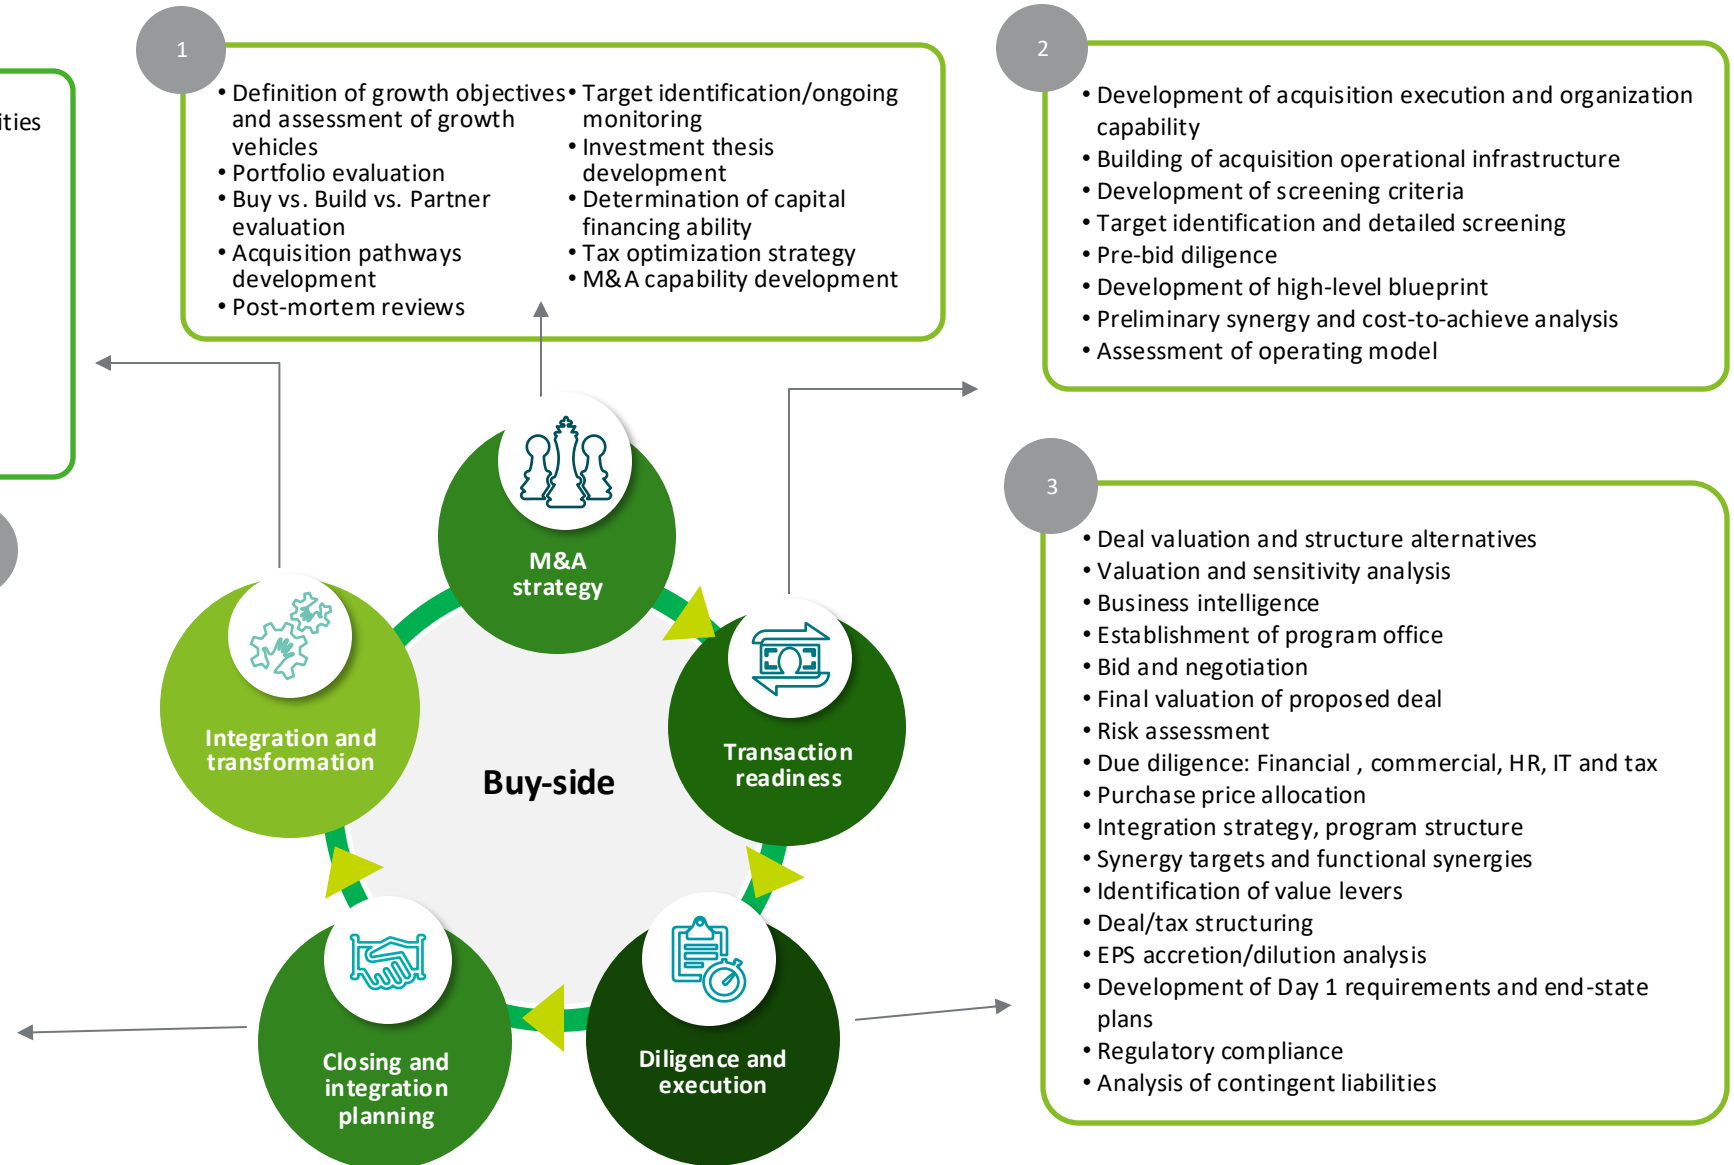 1
• Definition of growth objectives
and assessment of growth
vehicles
• Portfolio evaluation
• Buy vs. Build vs. Partner
evaluation
• Acquisition pathways
development
• Post-mortem reviews
• Target identification/ongoing
monitoring
• Investment thesis
development
• Determination of capital
financing ability
• Tax optimization strategy
• M&A capability development
2
• Development of acquisition execution and organization
capability
• Building of acquisition operational infrastructure
• Development of screening criteria
• Target identification and detailed screening
• Pre-bid diligence
• Development of high-level blueprint
• Preliminary synergy and cost-to-achieve analysis
• Assessment of operating model
3
• Deal valuation and structure alternatives
• Valuation and sensitivity analysis
• Business intelligence
• Establishment of program office
• Bid and negotiation
• Final valuation of proposed deal
• Risk assessment
• Due diligence: Financial , commercial, HR, IT and tax
• Purchase price allocation
• Integration strategy, program structure
• Synergy targets and functional synergies
• Identification of value levers
• Deal/tax structuring
• EPS accretion/dilution analysis
• Development of Day 1 requirements and end-state
plans
• Regulatory compliance
• Analysis of contingent liabilities
M&A
strategy
Transaction
readiness
Diligence and
execution
Closing and
integration
planning
Integration and
transformation
Buy-side